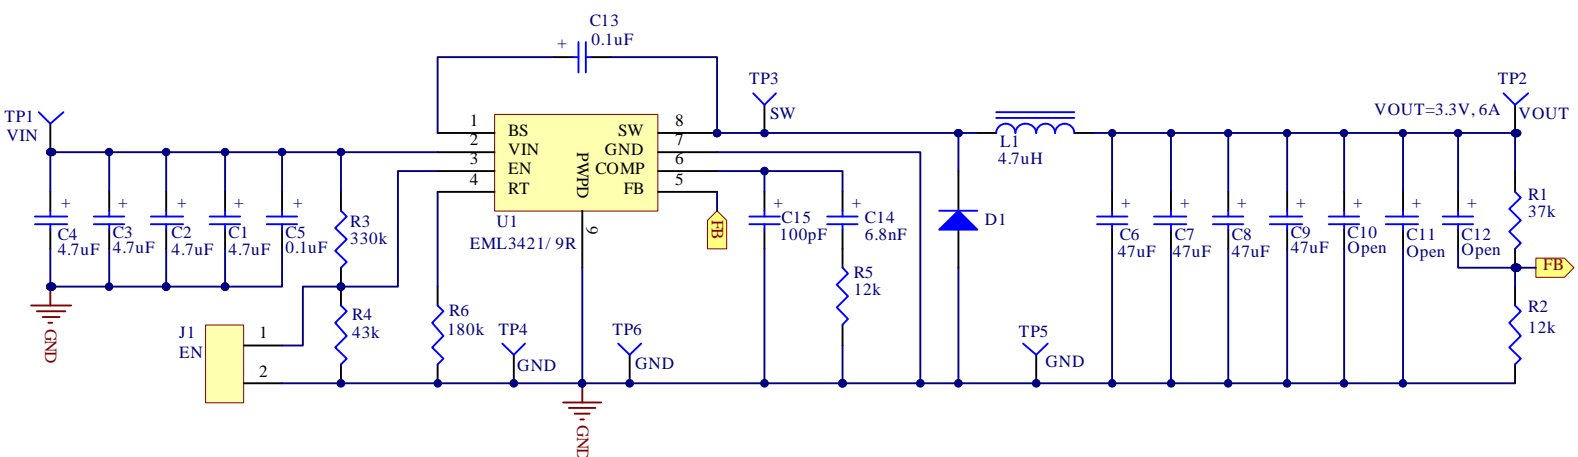 C13
0.1uF
TP3
SW
TP2
VOUT=3.3V, 6A
VOUT
TP1
VIN
1
BS
2
VIN
3
EN
4
RT
PWPD
SW
8
GND
7
COMP
6
FB
5
9
U1
EML3421/ 9R
FB
L1
4.7uH
+
C4
4.7uF
+
C3
4.7uF
+
C2
4.7uF
+
C1
4.7uF
+
C5
0.1uF
R3
330k
+
+
C15
100pF
+
C14
6.8nF
D1
+
C6
47uF
+
C7
47uF
+
C8
47uF
+
C9
47uF
+
C10
Open
+
C11
Open
+
C12
Open
R1
37k
FB
R5
12k
R2
12k
GND
J1
EN
1
2
R4
43k
R6
180k
TP4
GND
TP6
GND
TP5
GND
GND